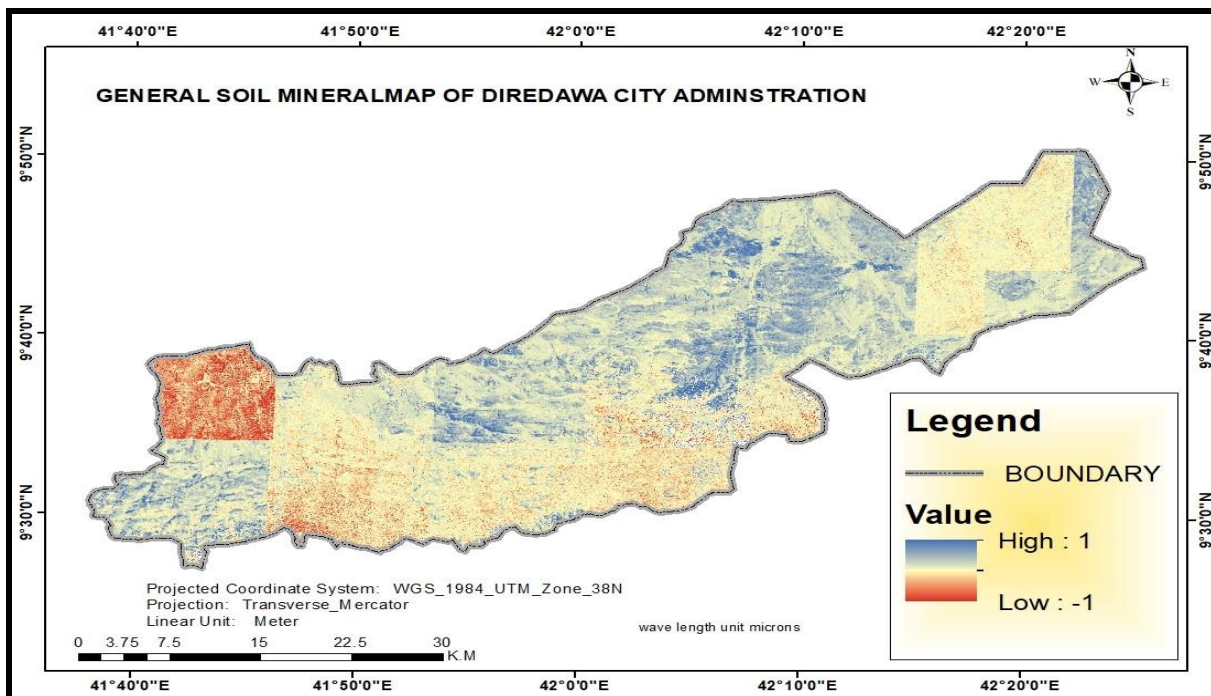 41°40'0"E 41°50'0"E 42°0'0"E 42°10'0"E 42°20'0"E
N
W E
S
GENERAL SOIL MINERALMAP OF DIREDAWA CITY ADMINSTRATION
9°50'0"N 9°50'0"N
9°40'0"N 9°40'0"N
9°30'0"N 9°30'0"N
Legend
BOUNDARY
Value
High : 1
Low : -1
Projected Coordinate System: WGS_1984_UTM_Zone_38N
Projection: Transverse_Mercator
Linear Unit: Meter
wave length unit microns
0 3.75 7.5 15 22.5 30
K.M
41°40'0"E 41°50'0"E 42°0'0"E 42°10'0"E 42°20'0"E